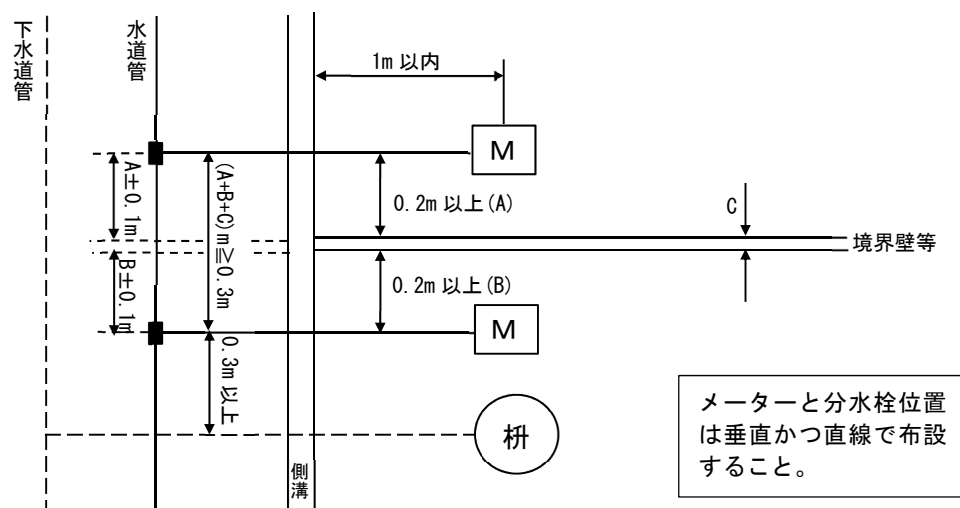 下水道管
水道管
1m 以内
M
A±0.1m
(A+B+C)m≧0.3m
0.2m 以上(A)
C
境界壁等
B±0.1m
0.2m 以上(B)
M
0.3m 以上
枡
側溝
メーターと分水栓位置
は垂直かつ直線で布設
すること。